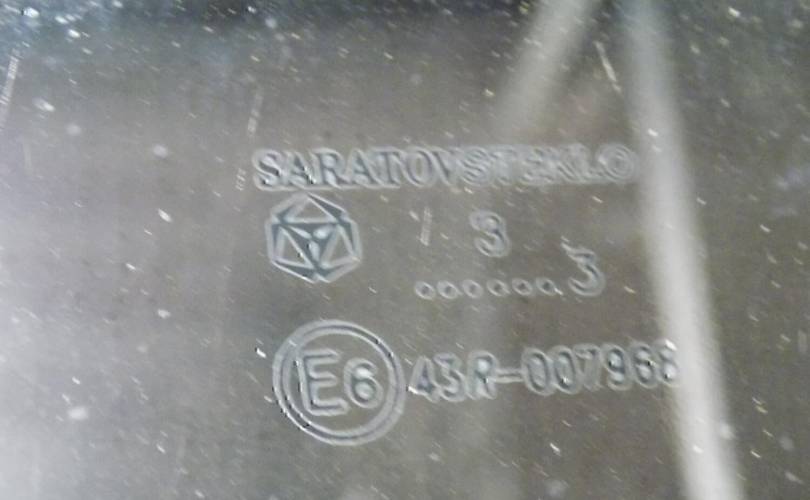 SARATOVSTEKLO
3
.......3
E6 43R-007968